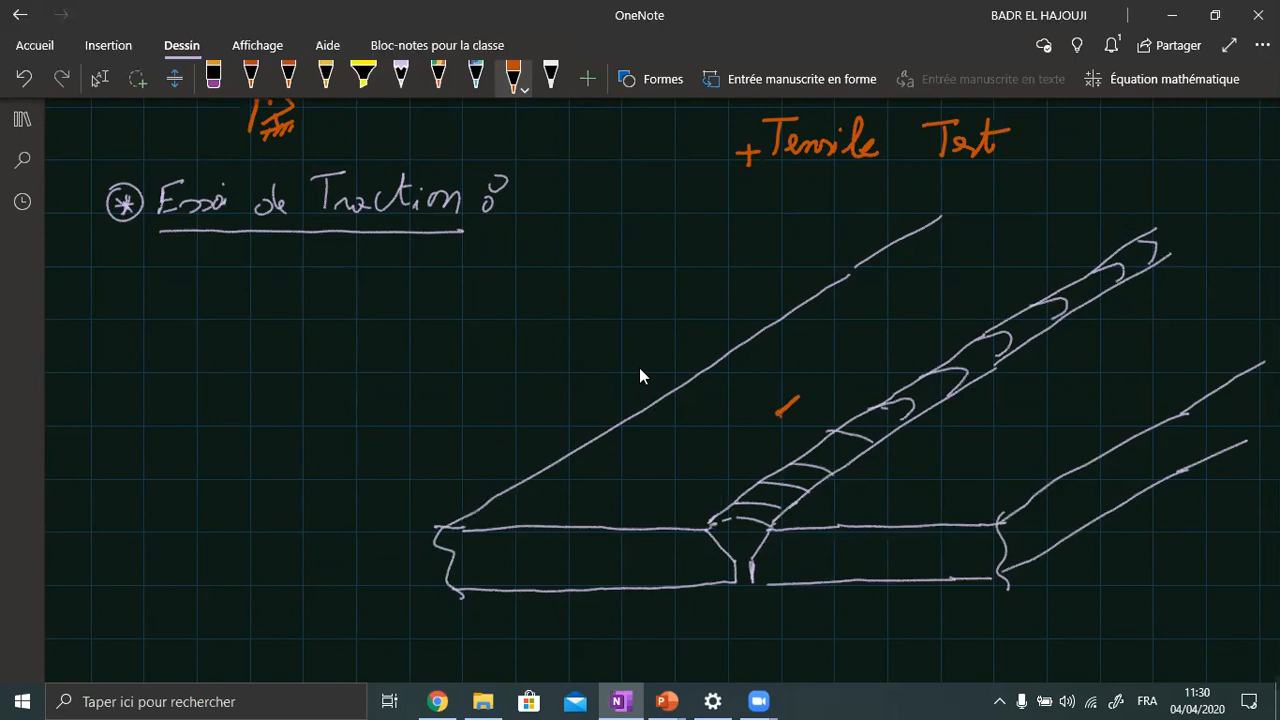 OneNote
BADR EL HAJOUJI
Accueil Insertion Dessin Affichage Aide Bloc-notes pour la classe Partager
Formes Entrée manuscrite en forme Entrée manuscrite en texte Équation mathématique
+ Tensile Test
* Essai de Traction :
Taper ici pour rechercher
FRA
11:30
04/04/2020